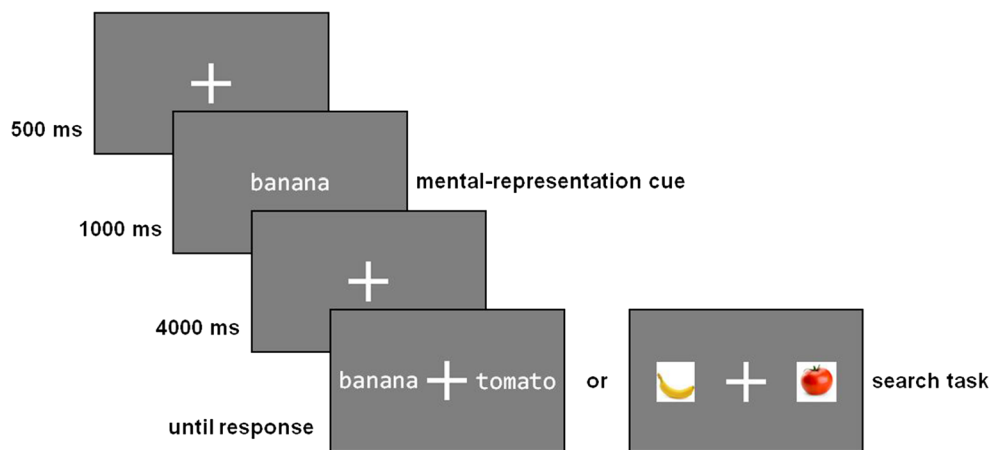 500 ms
banana
mental-representation cue
1000 ms
4000 ms
banana tomato
or
search task
until response